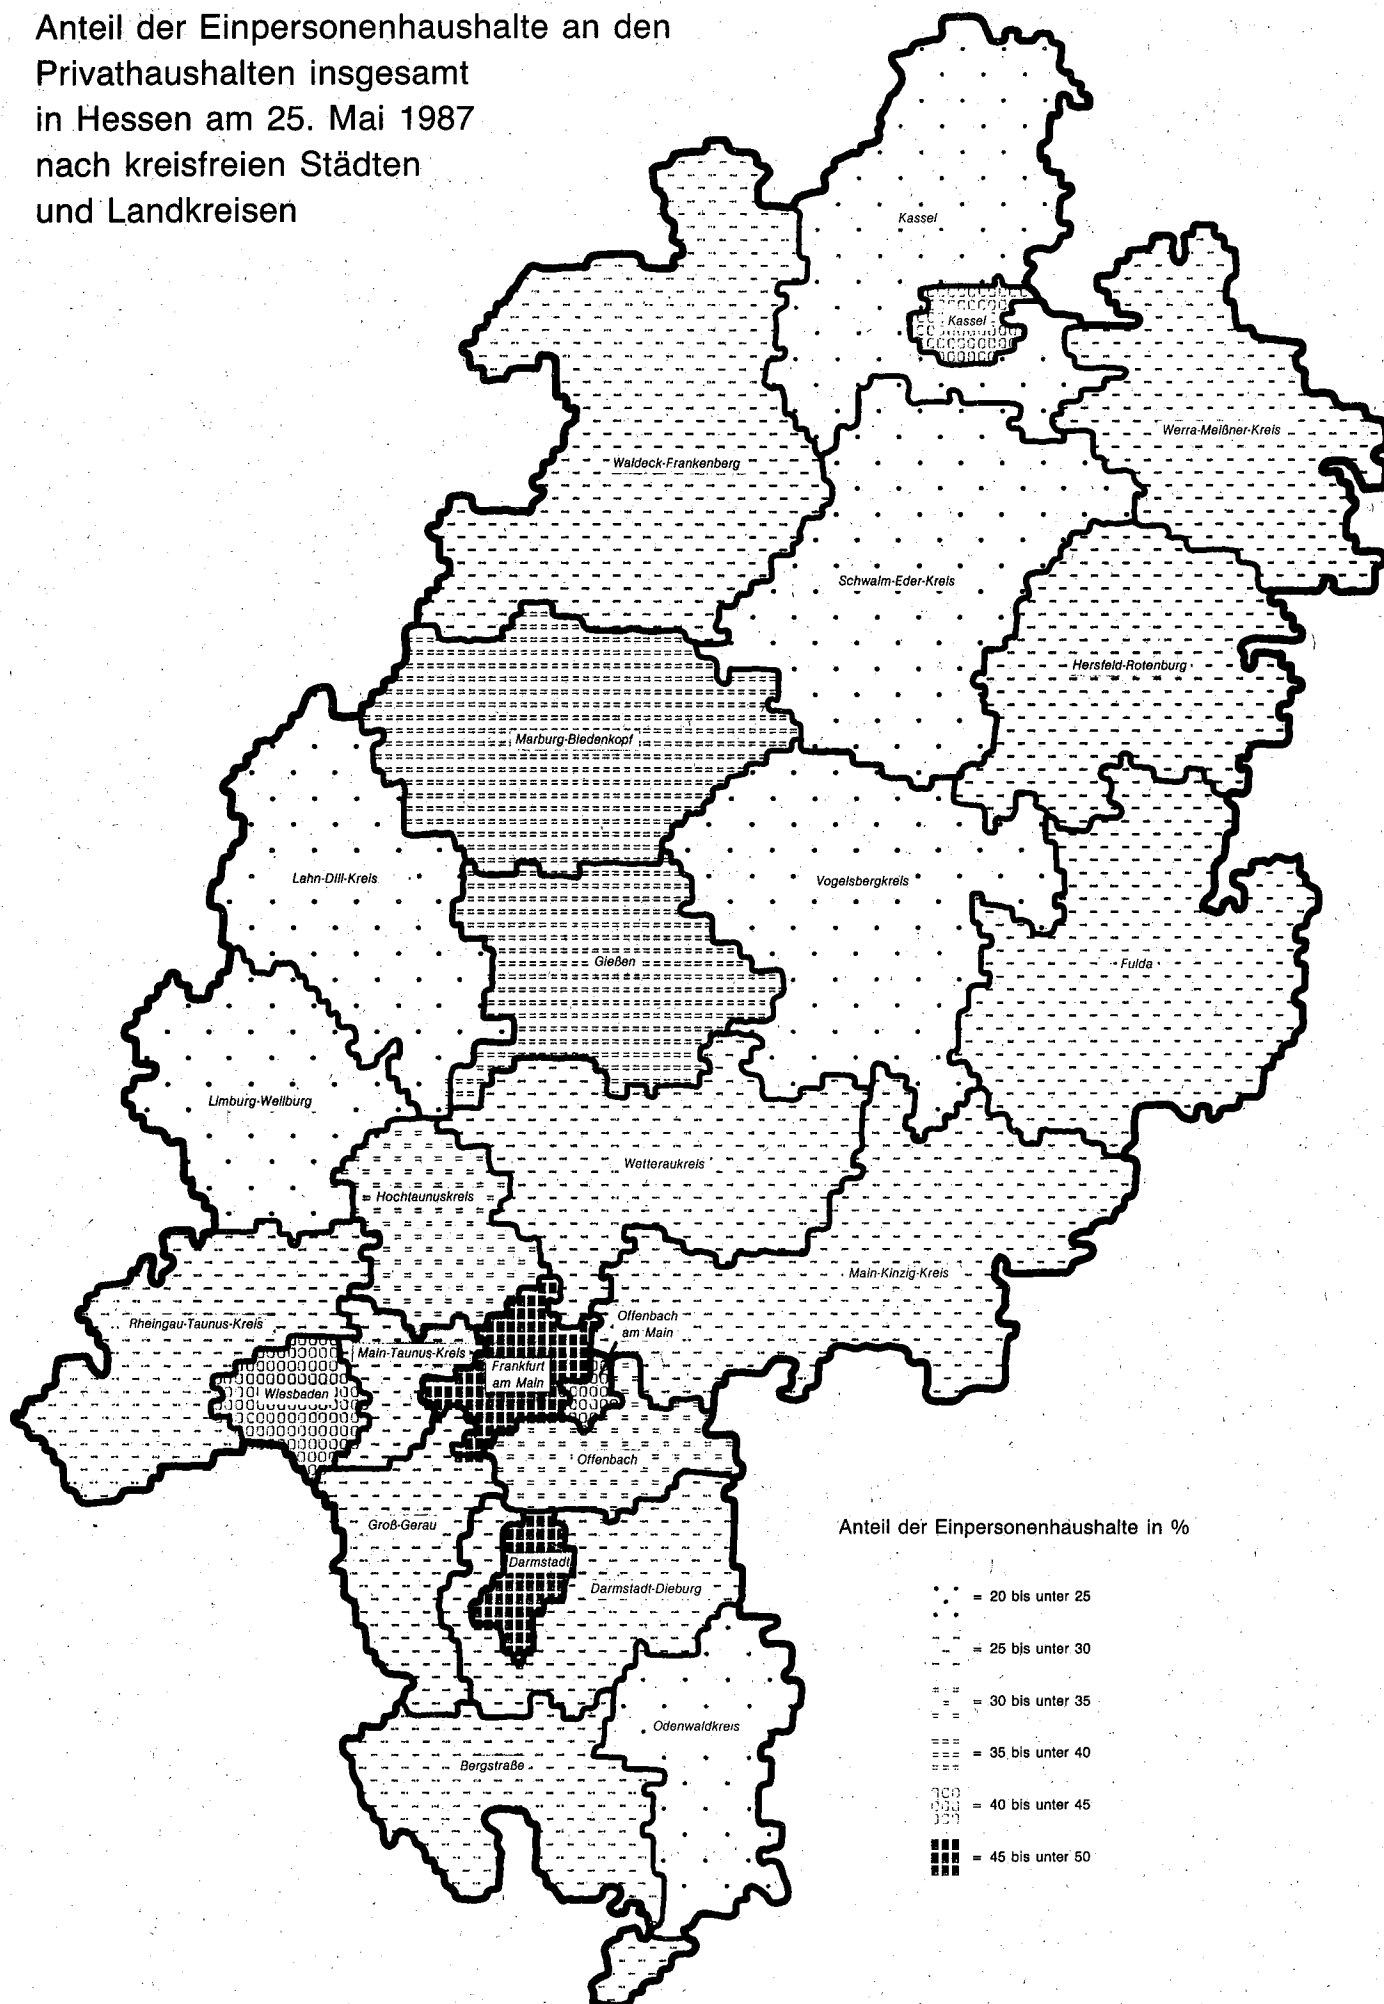 Anteil der Einpersonenhaushalte an den
Privathaushalten insgesamt
in Hessen am 25. Mai 1987
nach kreisfreien Städten
und Landkreisen
Kassel
Kassel
Werra-Meißner-Kreis
Waldeck-Frankenberg
Schwalm-Eder-Kreis
Hersfeld-Rotenburg
Marburg-Biedenkopf
Lahn-Dill-Kreis
Vogelsbergkreis
Gießen
Fulda
Limburg-Weilburg
Wetteraukreis
Hochtaunuskreis
Main-Kinzig-Kreis
Rheingau-Taunus-Kreis
Offenbach
am Main
Main-Taunus-Kreis
Frankfurt
am Main
Wiesbaden
Offenbach
Groß-Gerau
Darmstadt
Darmstadt-Dieburg
Odenwaldkreis
Bergstraße
Anteil der Einpersonenhaushalte in %
= 20 bis unter 25
= 25 bis unter 30
= 30 bis unter 35
= 35 bis unter 40
= 40 bis unter 45
= 45 bis unter 50